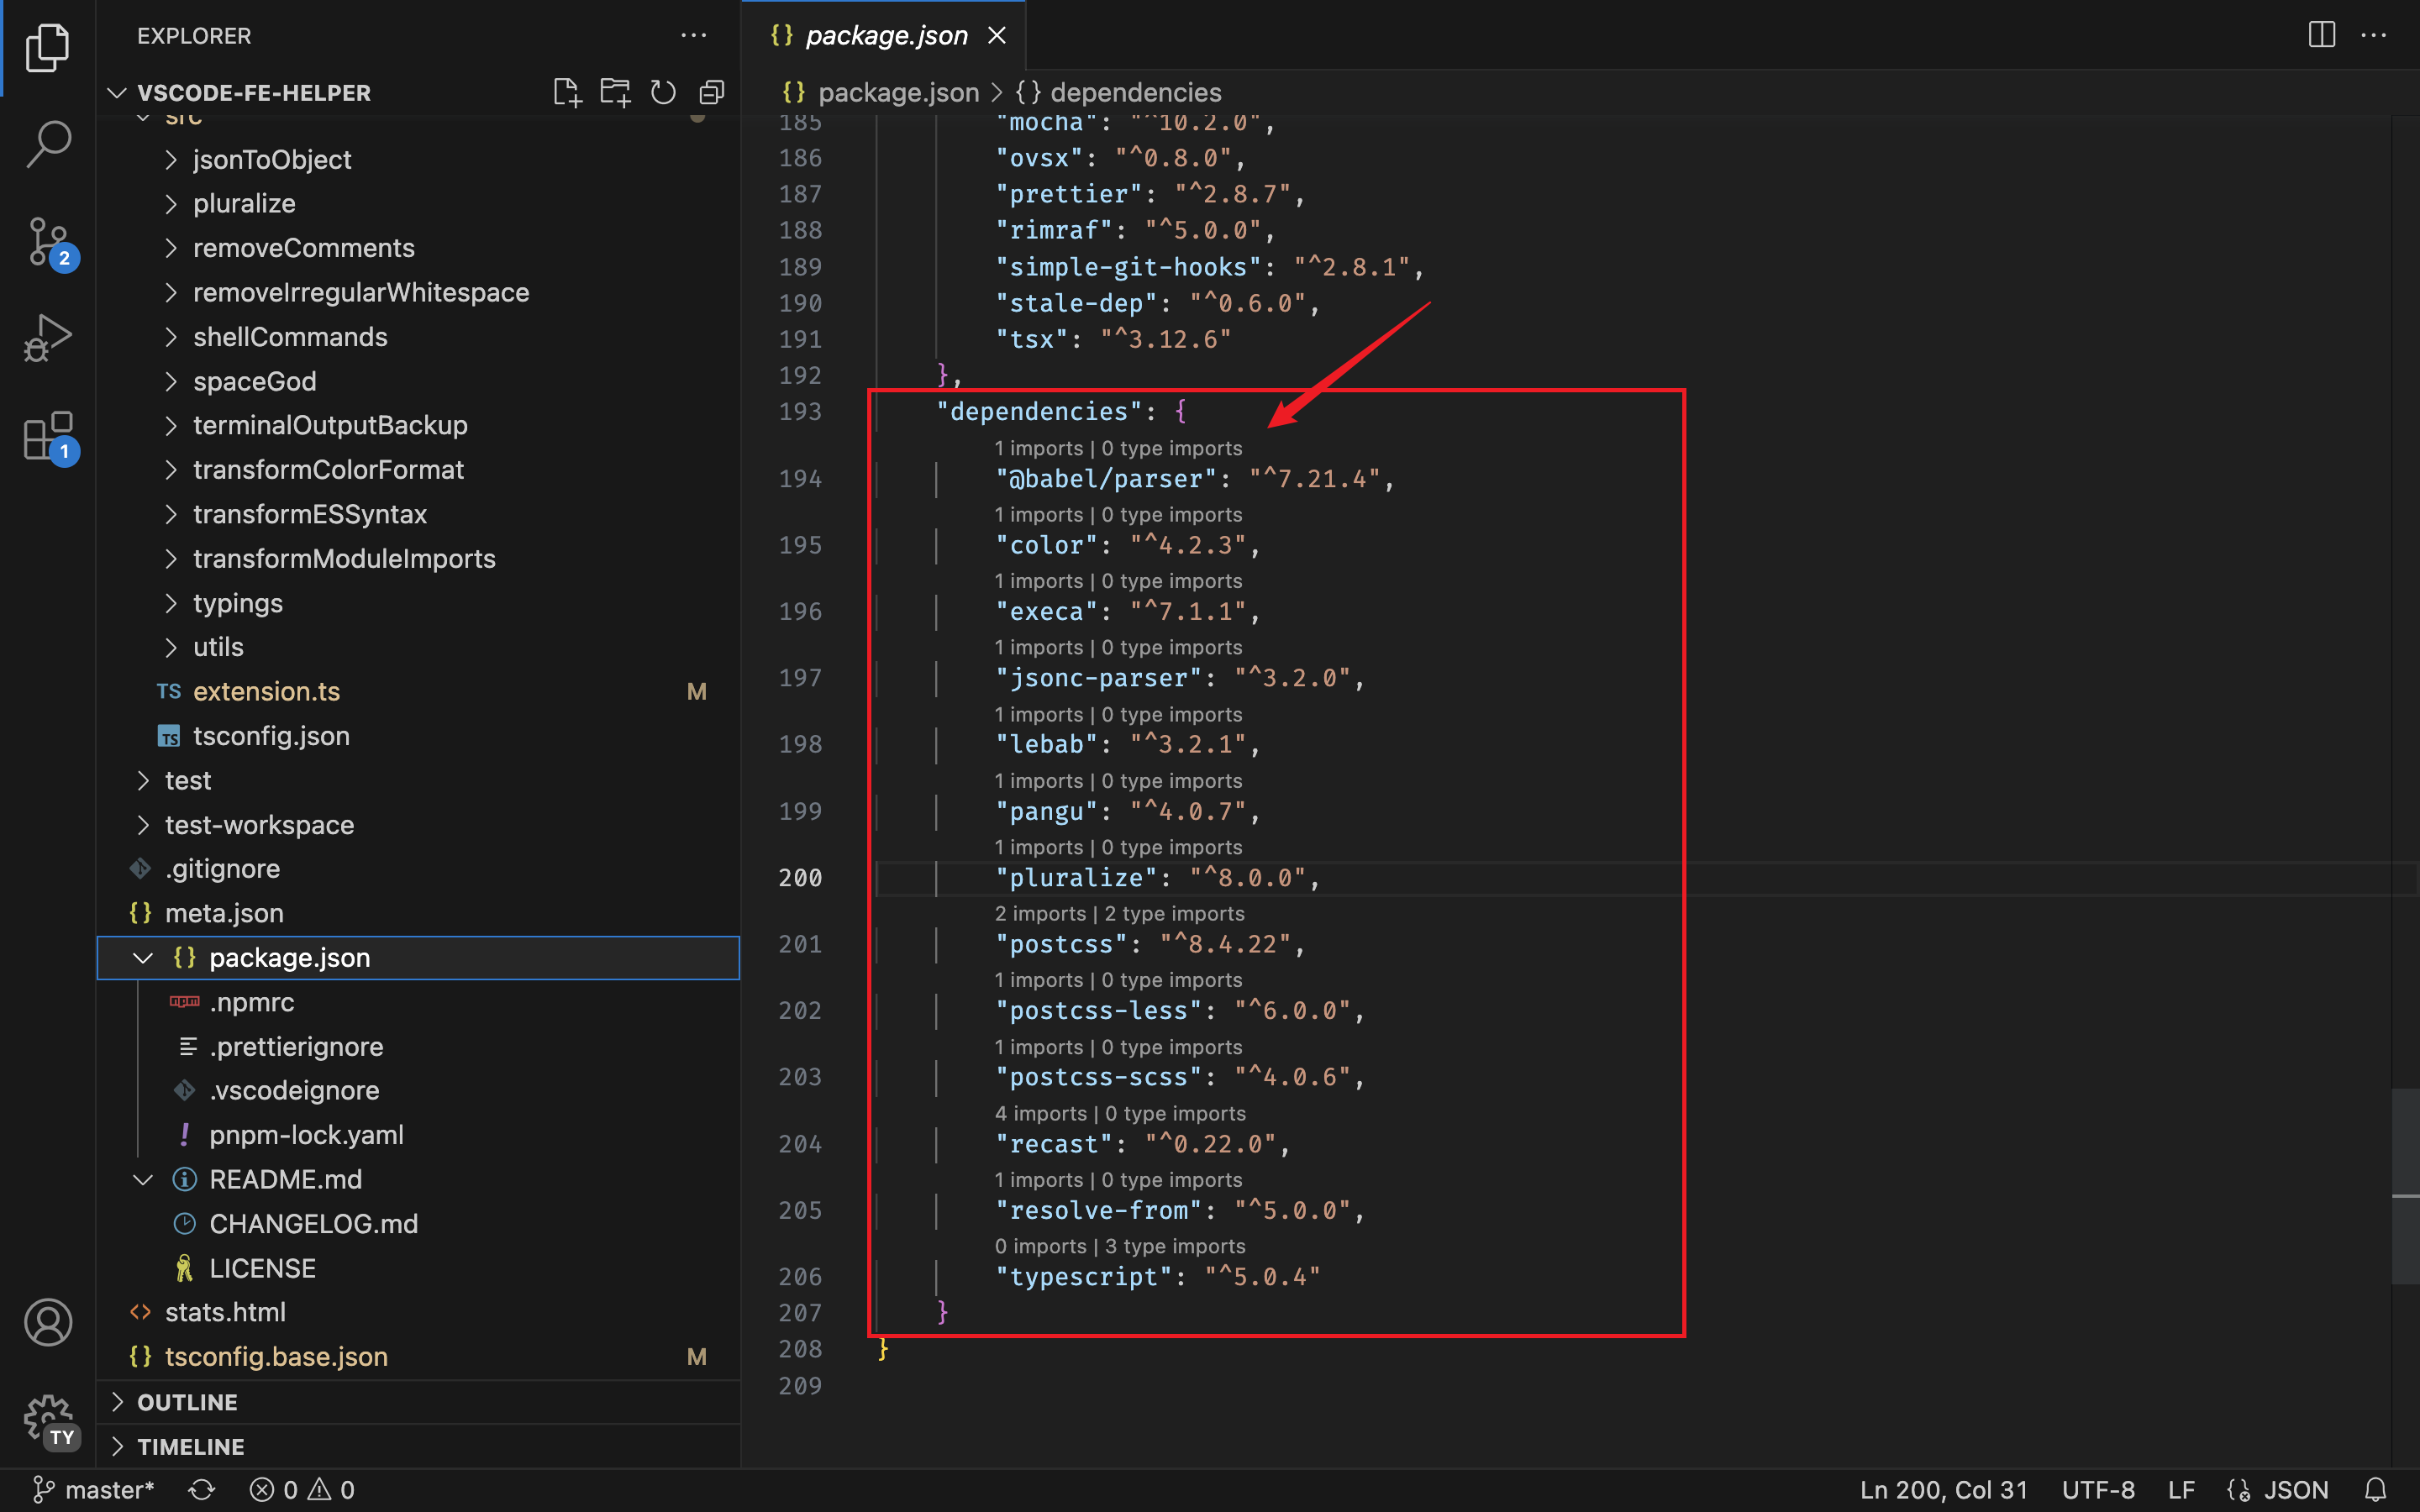 EXPLORER
VSCODE-FE-HELPER
src
jsonToObject
pluralize
removeComments
removeIrregularWhitespace
shellCommands
spaceGod
terminalOutputBackup
transformColorFormat
transformESSyntax
transformModuleImports
typings
utils
TS extension.ts M
TS tsconfig.json
test
test-workspace
.gitignore
{} meta.json
{} package.json
npm .npmrc
.prettierignore
.vscodeignore
! pnpm-lock.yaml
README.md
CHANGELOG.md
LICENSE
<> stats.html
{} tsconfig.base.json M
OUTLINE
TIMELINE
2
1
TY
{} package.json
{} package.json > {} dependencies
185 "mocha": "^10.2.0",
186 "ovsx": "^0.8.0",
187 "prettier": "^2.8.7",
188 "rimraf": "^5.0.0",
189 "simple-git-hooks": "^2.8.1",
190 "stale-dep": "^0.6.0",
191 "tsx": "^3.12.6"
192 },
193 "dependencies": {
1 imports | 0 type imports
194 "@babel/parser": "^7.21.4",
1 imports | 0 type imports
195 "color": "^4.2.3",
1 imports | 0 type imports
196 "execa": "^7.1.1",
1 imports | 0 type imports
197 "jsonc-parser": "^3.2.0",
1 imports | 0 type imports
198 "lebab": "^3.2.1",
1 imports | 0 type imports
199 "pangu": "^4.0.7",
1 imports | 0 type imports
200 "pluralize": "^8.0.0",
2 imports | 2 type imports
201 "postcss": "^8.4.22",
1 imports | 0 type imports
202 "postcss-less": "^6.0.0",
1 imports | 0 type imports
203 "postcss-scss": "^4.0.6",
4 imports | 0 type imports
204 "recast": "^0.22.0",
1 imports | 0 type imports
205 "resolve-from": "^5.0.0",
0 imports | 3 type imports
206 "typescript": "^5.0.4"
207 }
208 }
209
master* 0 0 Ln 200, Col 31 UTF-8 LF JSON